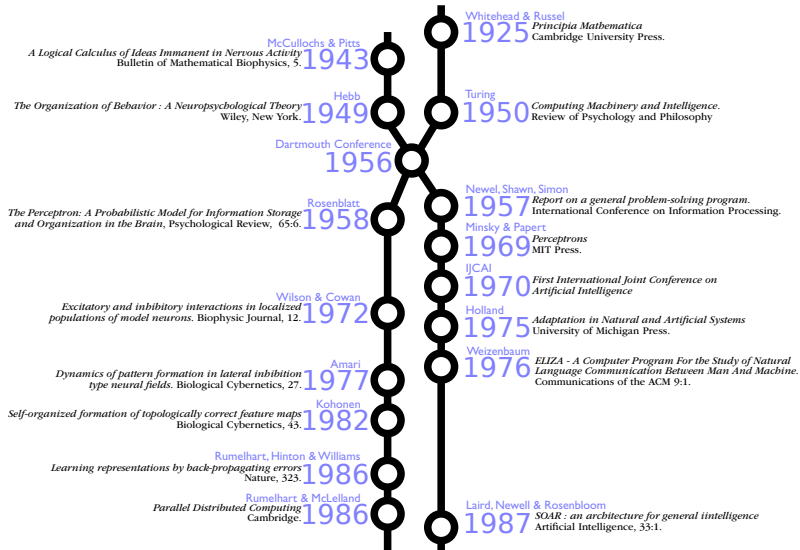 Whitehead & Russel
1925
Principia Mathematica
Cambridge University Press.
McCullochs & Pitts
A Logical Calculus of Ideas Immanent in Nervous Activity
Bulletin of Mathematical Biophysics, 5.
1943
Hebb
The Organization of Behavior : A Neuropsychological Theory
Wiley, New York.
1949
Turing
1950
Computing Machinery and Intelligence.
Review of Psychology and Philosophy
Dartmouth Conference
1956
Rosenblatt
The Perceptron: A Probabilistic Model for Information Storage
and Organization in the Brain, Psychological Review, 65:6.
1958
Newel, Shawn, Simon
1957
Report on a general problem-solving program.
International Conference on Information Processing.
Minsky & Papert
1969
Perceptrons
MIT Press.
IJCAI
1970
First International Joint Conference on
Artificial Intelligence
Wilson & Cowan
Excitatory and inhibitory interactions in localized
populations of model neurons. Biophysic Journal, 12.
1972
Holland
1975
Adaptation in Natural and Artificial Systems
University of Michigan Press.
Weizenbaum
1976
ELIZA - A Computer Program For the Study of Natural
Language Communication Between Man And Machine.
Communications of the ACM 9:1.
Amari
Dynamics of pattern formation in lateral inhibition
type neural fields. Biological Cybernetics, 27.
1977
Kohonen
Self-organized formation of topologically correct feature maps
Biological Cybernetics, 43.
1982
Rumelhart, Hinton & Williams
Learning representations by back-propagating errors
Nature, 323.
1986
Rumelhart & McLelland
Parallel Distributed Computing
Cambridge.
1986
Laird, Newell & Rosenbloom
1987
SOAR : an architecture for general iintelligence
Artificial Intelligence, 33:1.